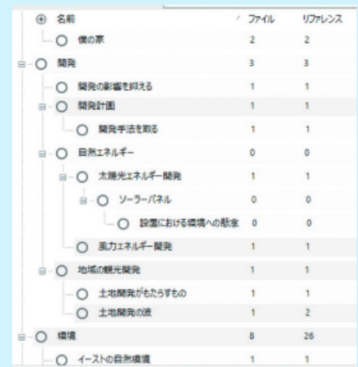 名前 ファイル リファレンス
僕の家 2 2
開発 3 3
開発の影響を抑える 1 1
開発計画 1 1
開発手法を取る 1 1
自然エネルギー 0 0
太陽光エネルギー開発 1 1
ソーラーパネル 0 0
設置における環境への懸念 0 0
風力エネルギー開発 1 1
地域の観光開発 1 1
土地開発がもたらすもの 1 1
土地開発の波 1 2
環境 8 26
イーストの自然環境 1 1